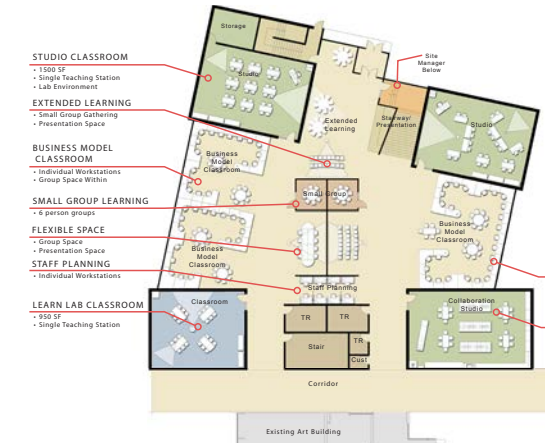 STUDIO CLASSROOM
• 1500 SF
• Single Teaching Station
• Lab Environment
EXTENDED LEARNING
• Small Group Gathering
• Presentation Space
BUSINESS MODEL
CLASSROOM
• Individual Workstations
• Group Space Within
SMALL GROUP LEARNING
• 6 person groups
FLEXIBLE SPACE
• Group Space
• Presentation Space
STAFF PLANNING
• Individual Workstations
LEARN LAB CLASSROOM
• 950 SF
• Single Teaching Station
Storage
Studio
Site
Manager
Below
Extended
Learning
Stairway/
Presentation
Studio
Business
Model
Classroom
Small Group
Business
Model
Classroom
Business
Model
Classroom
Staff Planning
Classroom
Collaboration
Studio
TR
TR
TR
Stair
Cust
Corridor
Existing Art Building